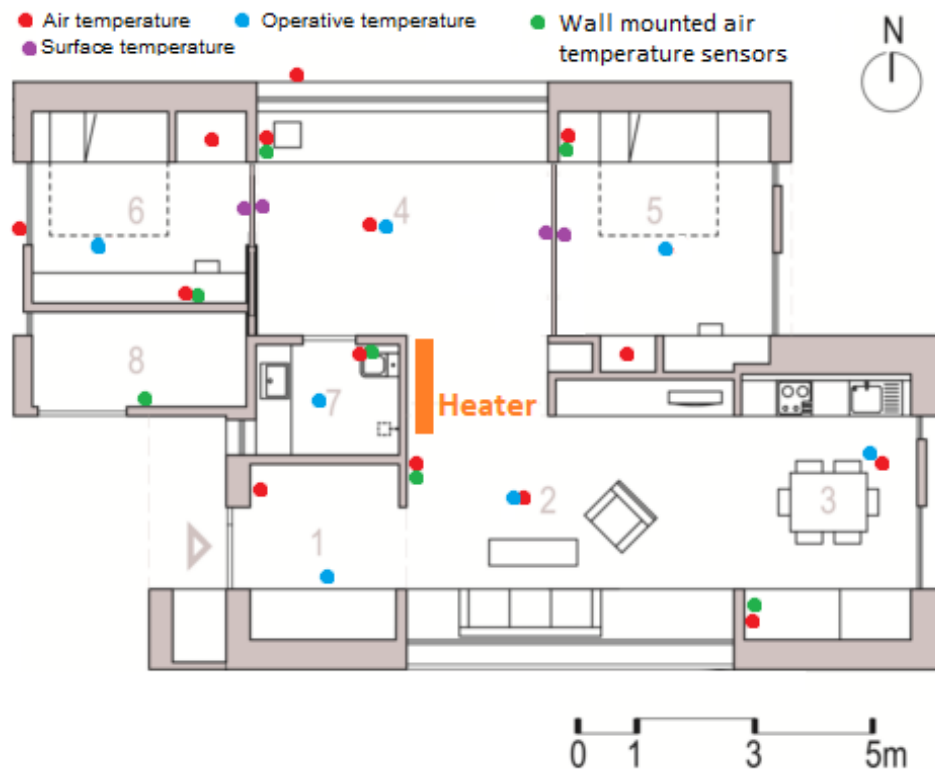 Air temperature
Operative temperature
Wall mounted air
temperature sensors
Surface temperature
N
6
4
5
8
7
Heater
1
2
3
0 1 3 5m